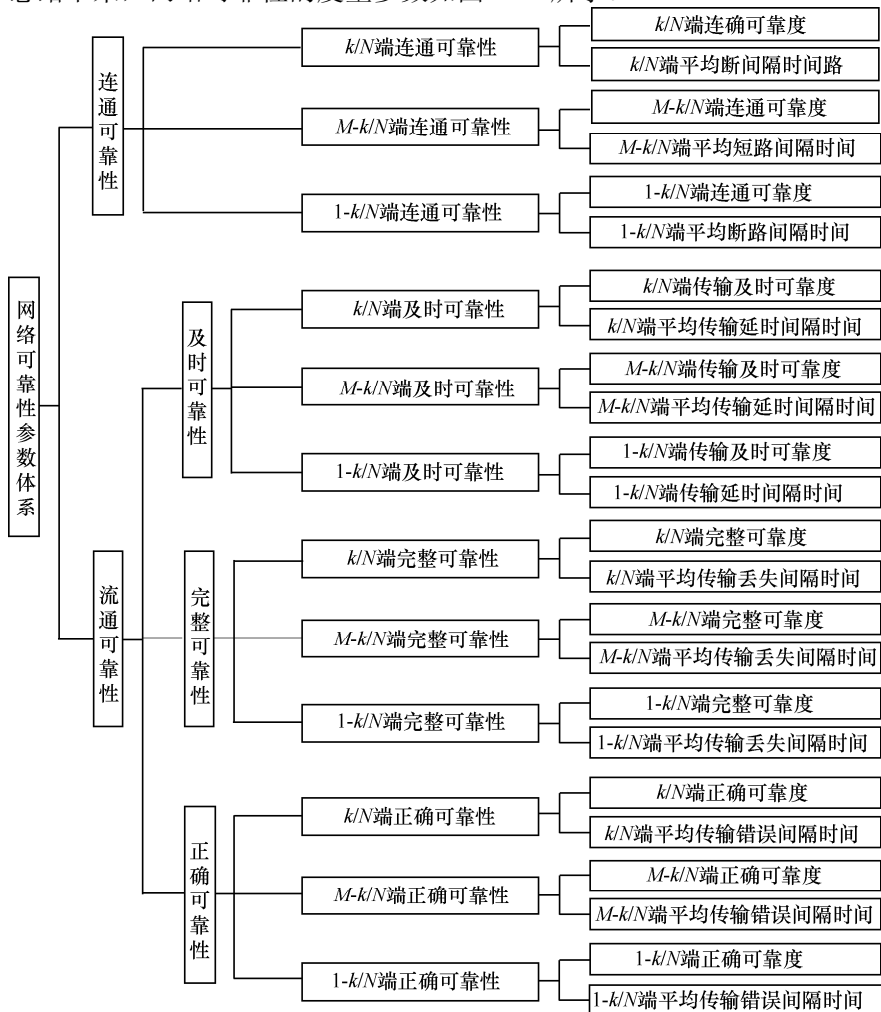 k/N端连确可靠度
k/N端连通可靠性
k/N端平均断间隔时间路
连通可靠性
M-k/N端连通可靠度
M-k/N端连通可靠性
M-k/N端平均短路间隔时间
1-k/N端连通可靠度
1-k/N端连通可靠性
1-k/N端平均断路间隔时间
网络可靠性参数体系
k/N端传输及时可靠度
k/N端及时可靠性
k/N端平均传输延时间隔时间
及时可靠性
M-k/N端传输及时可靠度
M-k/N端及时可靠性
M-k/N端平均传输延时间隔时间
1-k/N端传输及时可靠度
1-k/N端及时可靠性
1-k/N端传输延时间隔时间
流通可靠性
k/N端完整可靠度
k/N端完整可靠性
k/N端平均传输丢失间隔时间
完整可靠性
M-k/N端完整可靠度
M-k/N端完整可靠性
M-k/N端平均传输丢失间隔时间
1-k/N端完整可靠度
1-k/N端完整可靠性
1-k/N端平均传输丢失间隔时间
k/N端正确可靠度
k/N端正确可靠性
k/N端平均传输错误间隔时间
正确可靠性
M-k/N端正确可靠度
M-k/N端正确可靠性
M-k/N端平均传输错误间隔时间
1-k/N端正确可靠度
1-k/N端正确可靠性
1-k/N端平均传输错误间隔时间